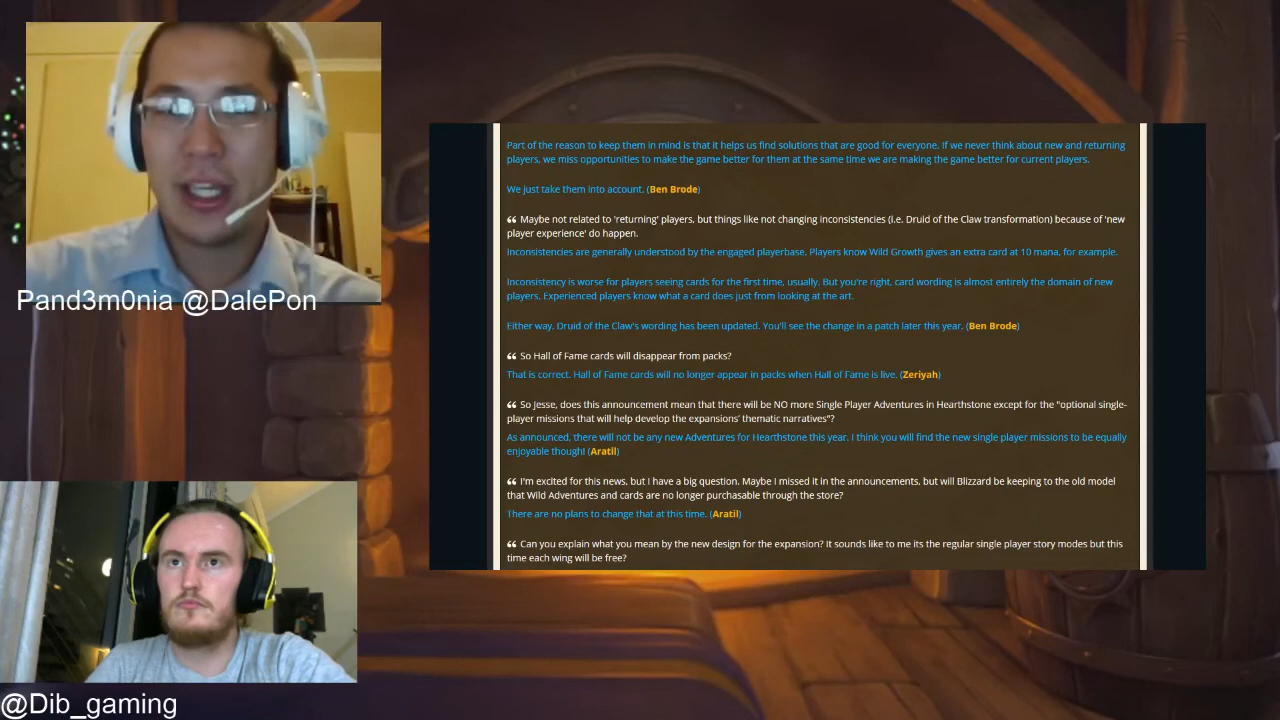 Part of the reason to keep them in mind is that it helps us find solutions that are good for everyone. If we never think about new and returning
players, we miss opportunities to make the game better for them at the same time we are making the game better for current players.
We just take them into account. (Ben Brode)
“ Maybe not related to 'returning' players, but things like not changing inconsistencies (i.e. Druid of the Claw transformation) because of 'new
player experience' do happen.
Inconsistencies are generally understood by the engaged playerbase. Players know Wild Growth gives an extra card at 10 mana, for example.
Inconsistency is worse for players seeing cards for the first time, usually. But you're right, card wording is almost entirely the domain of new
players. Experienced players know what a card does just from looking at the art.
Either way. Druid of the Claw's wording has been updated. You'll see the change in a patch later this year. (Ben Brode)
“ So Hall of Fame cards will disappear from packs?
That is correct. Hall of Fame cards will no longer appear in packs when Hall of Fame is live. (Zeriyah)
“ So Jesse, does this announcement mean that there will be NO more Single Player Adventures in Hearthstone except for the "optional single-
player missions that will help develop the expansions' thematic narratives"?
As announced, there will not be any new Adventures for Hearthstone this year. I think you will find the new single player missions to be equally
enjoyable though! (Aratil)
“ I'm excited for this news, but I have a big question. Maybe I missed it in the announcements, but will Blizzard be keeping to the old model
that Wild Adventures and cards are no longer purchasable through the store?
There are no plans to change that at this time. (Aratil)
“ Can you explain what you mean by the new design for the expansion? It sounds like to me its the regular single player story modes but this
time each wing will be free?
Pand3m0nia @DalePon
@Dib_gaming